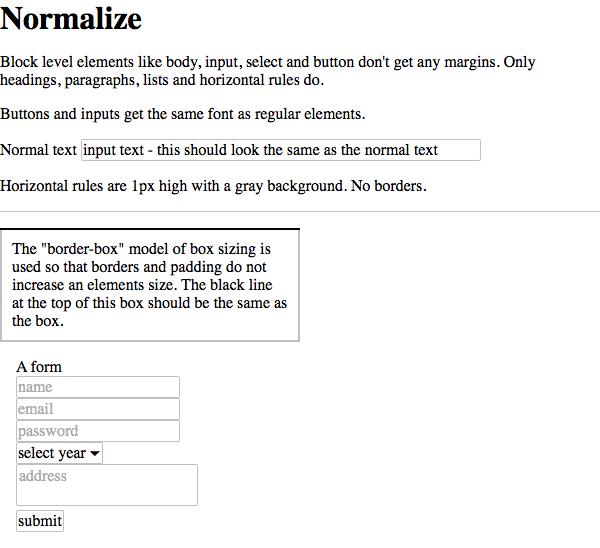 Normalize
Block level elements like body, input, select and button don't get any margins. Only
headings, paragraphs, lists and horizontal rules do.
Buttons and inputs get the same font as regular elements.
Normal text input text - this should look the same as the normal text
Horizontal rules are 1px high with a gray background. No borders.
The "border-box" model of box sizing is
used so that borders and padding do not
increase an elements size. The black line
at the top of this box should be the same as
the box.
A form
name
email
password
select year
address
submit